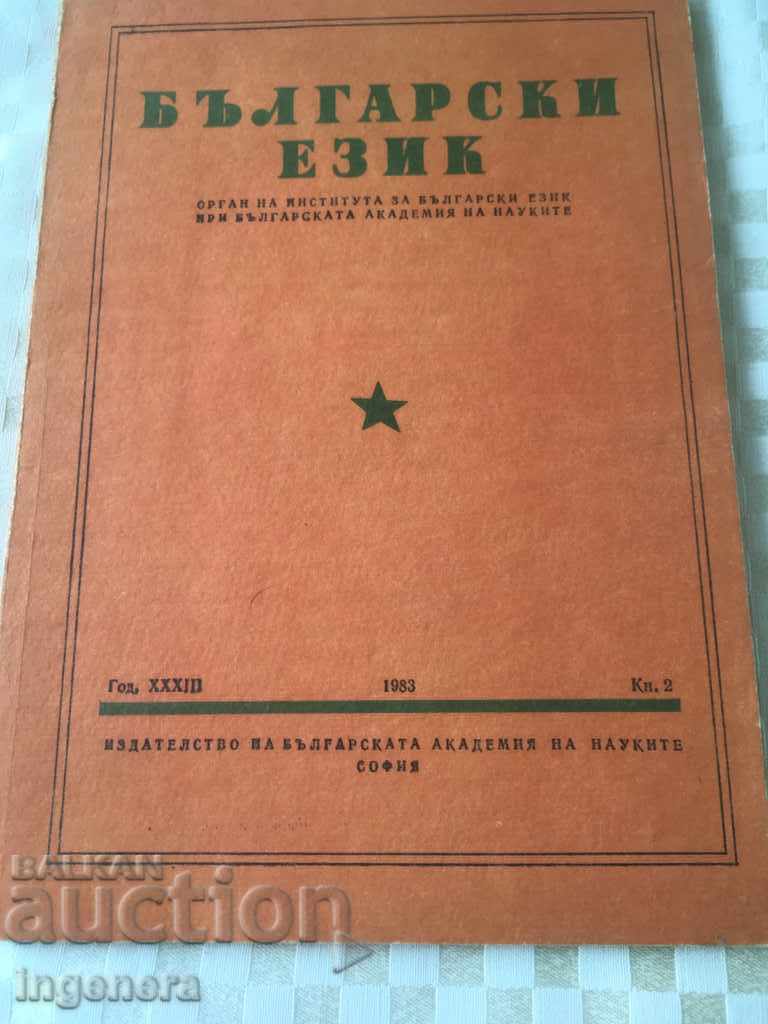 БЪЛГАРСКИ
ЕЗИК
ОРГАН НА ИНСТИТУТА ЗА БЪЛГАРСКИ ЕЗИК
ПРИ БЪЛГАРСКАТА АКАДЕМИЯ НА НАУКИТЕ
Год. XXXIII 1983 Кн. 2
ИЗДАТЕЛСТВО НА БЪЛГАРСКАТА АКАДЕМИЯ НА НАУКИТЕ
СОФИЯ
BALKAN
auction
ingenera